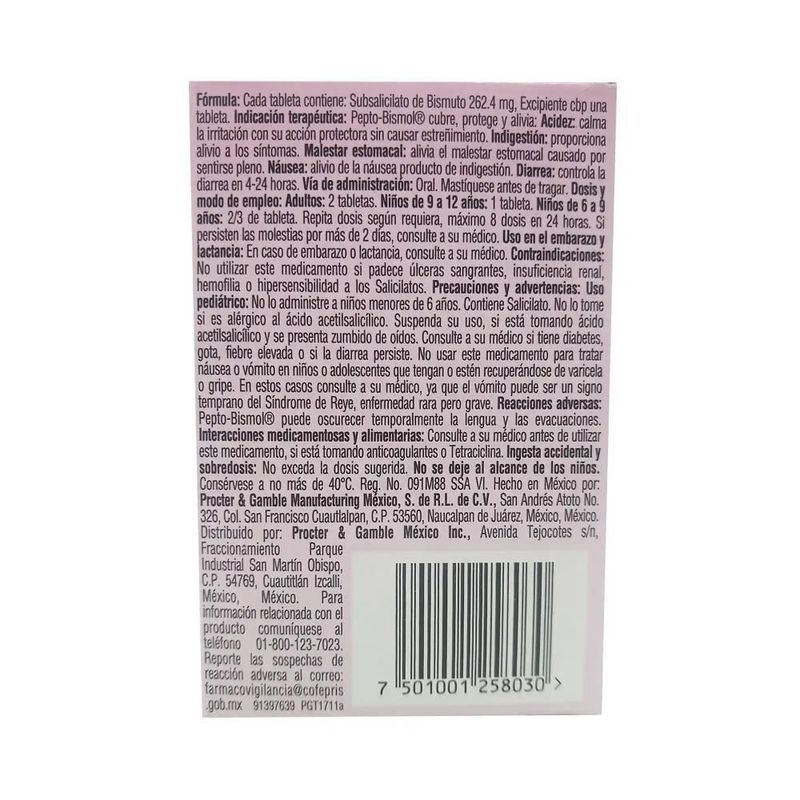 Fórmula: Cada tableta contiene: Subsalicilato de Bismuto 262.4 mg, Excipiente cbp una
tableta. Indicación terapéutica: Pepto-Bismol® cubre, protege y alivia: Acidez: calma
la irritación con su acción protectora sin causar estreñimiento. Indigestión: proporciona
alivio a los síntomas. Malestar estomacal: alivia el malestar estomacal causado por
sentirse pleno. Náusea: alivio de la náusea producto de indigestión. Diarrea: controla la
diarrea en 4-24 horas. Vía de administración: Oral. Mastíquese antes de tragar. Dosis y
modo de empleo: Adultos: 2 tabletas. Niños de 9 a 12 años: 1 tableta. Niños de 6 a 9
años: 2/3 de tableta. Repita dosis según requiera, máximo 8 dosis en 24 horas. Si
persisten las molestias por más de 2 días, consulte a su médico. Uso en el embarazo y
lactancia: En caso de embarazo o lactancia, consulte a su médico. Contraindicaciones:
No utilizar este medicamento si padece úlceras sangrantes, insuficiencia renal,
hemofilia o hipersensibilidad a los Salicilatos. Precauciones y advertencias: Uso
pediátrico: No lo administre a niños menores de 6 años. Contiene Salicilato. No lo tome
si es alérgico al ácido acetilsalicílico. Suspenda su uso, si está tomando ácido
acetilsalicílico y se presenta zumbido de oídos. Consulte a su médico si tiene diabetes,
gota, fiebre elevada o si la diarrea persiste. No usar este medicamento para tratar
náusea o vómito en niños o adolescentes que tengan o estén recuperándose de varicela
o gripe. En estos casos consulte a su médico, ya que el vómito puede ser un signo
temprano del Síndrome de Reye, enfermedad rara pero grave. Reacciones adversas:
Pepto-Bismol® puede oscurecer temporalmente la lengua y las evacuaciones.
Interacciones medicamentosas y alimentarias: Consulte a su médico antes de utilizar
este medicamento, si está tomando anticoagulantes o Tetraciclina. Ingesta accidental y
sobredosis: No exceda la dosis sugerida. No se deje al alcance de los niños.
Consérvese a no más de 40°C. Reg. No. 091M88 SSA VI. Hecho en México por:
Procter & Gamble Manufacturing México, S. de R.L. de C.V., San Andrés Atoto No.
326, Col. San Francisco Cuautlalpan, C.P. 53560, Naucalpan de Juárez, México, México.
Distribuido por: Procter & Gamble México Inc., Avenida Tejocotes s/n,
Fraccionamiento Parque
Industrial San Martín Obispo,
C.P. 54769, Cuautitlán Izcalli,
México, México. Para
información relacionada con el
producto comuníquese al
teléfono 01-800-123-7023.
Reporte las sospechas de
reacción adversa al correo:
farmacovigilancia@cofepris
.gob.mx 91397639 PGT1711a
7 501001 258030 >